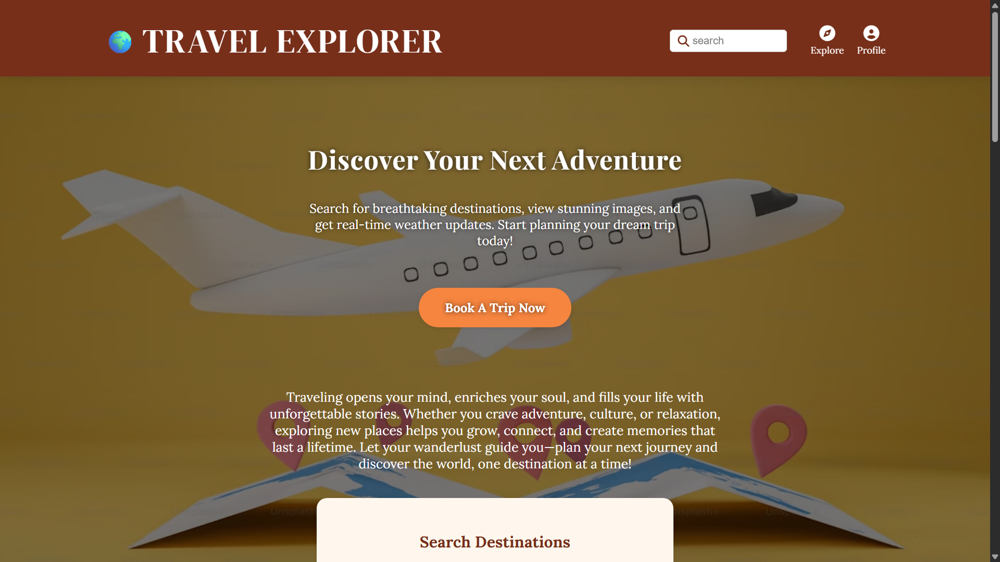 TRAVEL EXPLORER
search
Explore
Profile
Discover Your Next Adventure
Search for breathtaking destinations, view stunning images, and
get real-time weather updates. Start planning your dream trip
today!
Book A Trip Now
Traveling opens your mind, enriches your soul, and fills your life with
unforgettable stories. Whether you crave adventure, culture, or relaxation,
exploring new places helps you grow, connect, and create memories that
last a lifetime. Let your wanderlust guide you—plan your next journey and
discover the world, one destination at a time!
Search Destinations